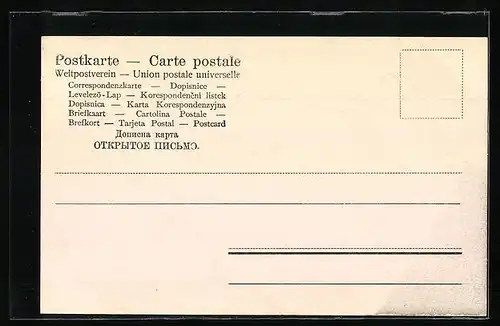 Postkarte — Carte postale
Weltpostverein — Union postale universelle
Correspondenzkarte — Dopisnice —
Levelező-Lap — Korespondenční lístek
Dopisnica — Karta Korespondenzyjna
Briefkaart — Cartolina Postale —
Brefkort — Tarjeta Postal — Postcard
Дописна карта
ОТКРЫТОЕ ПИСЬМО.